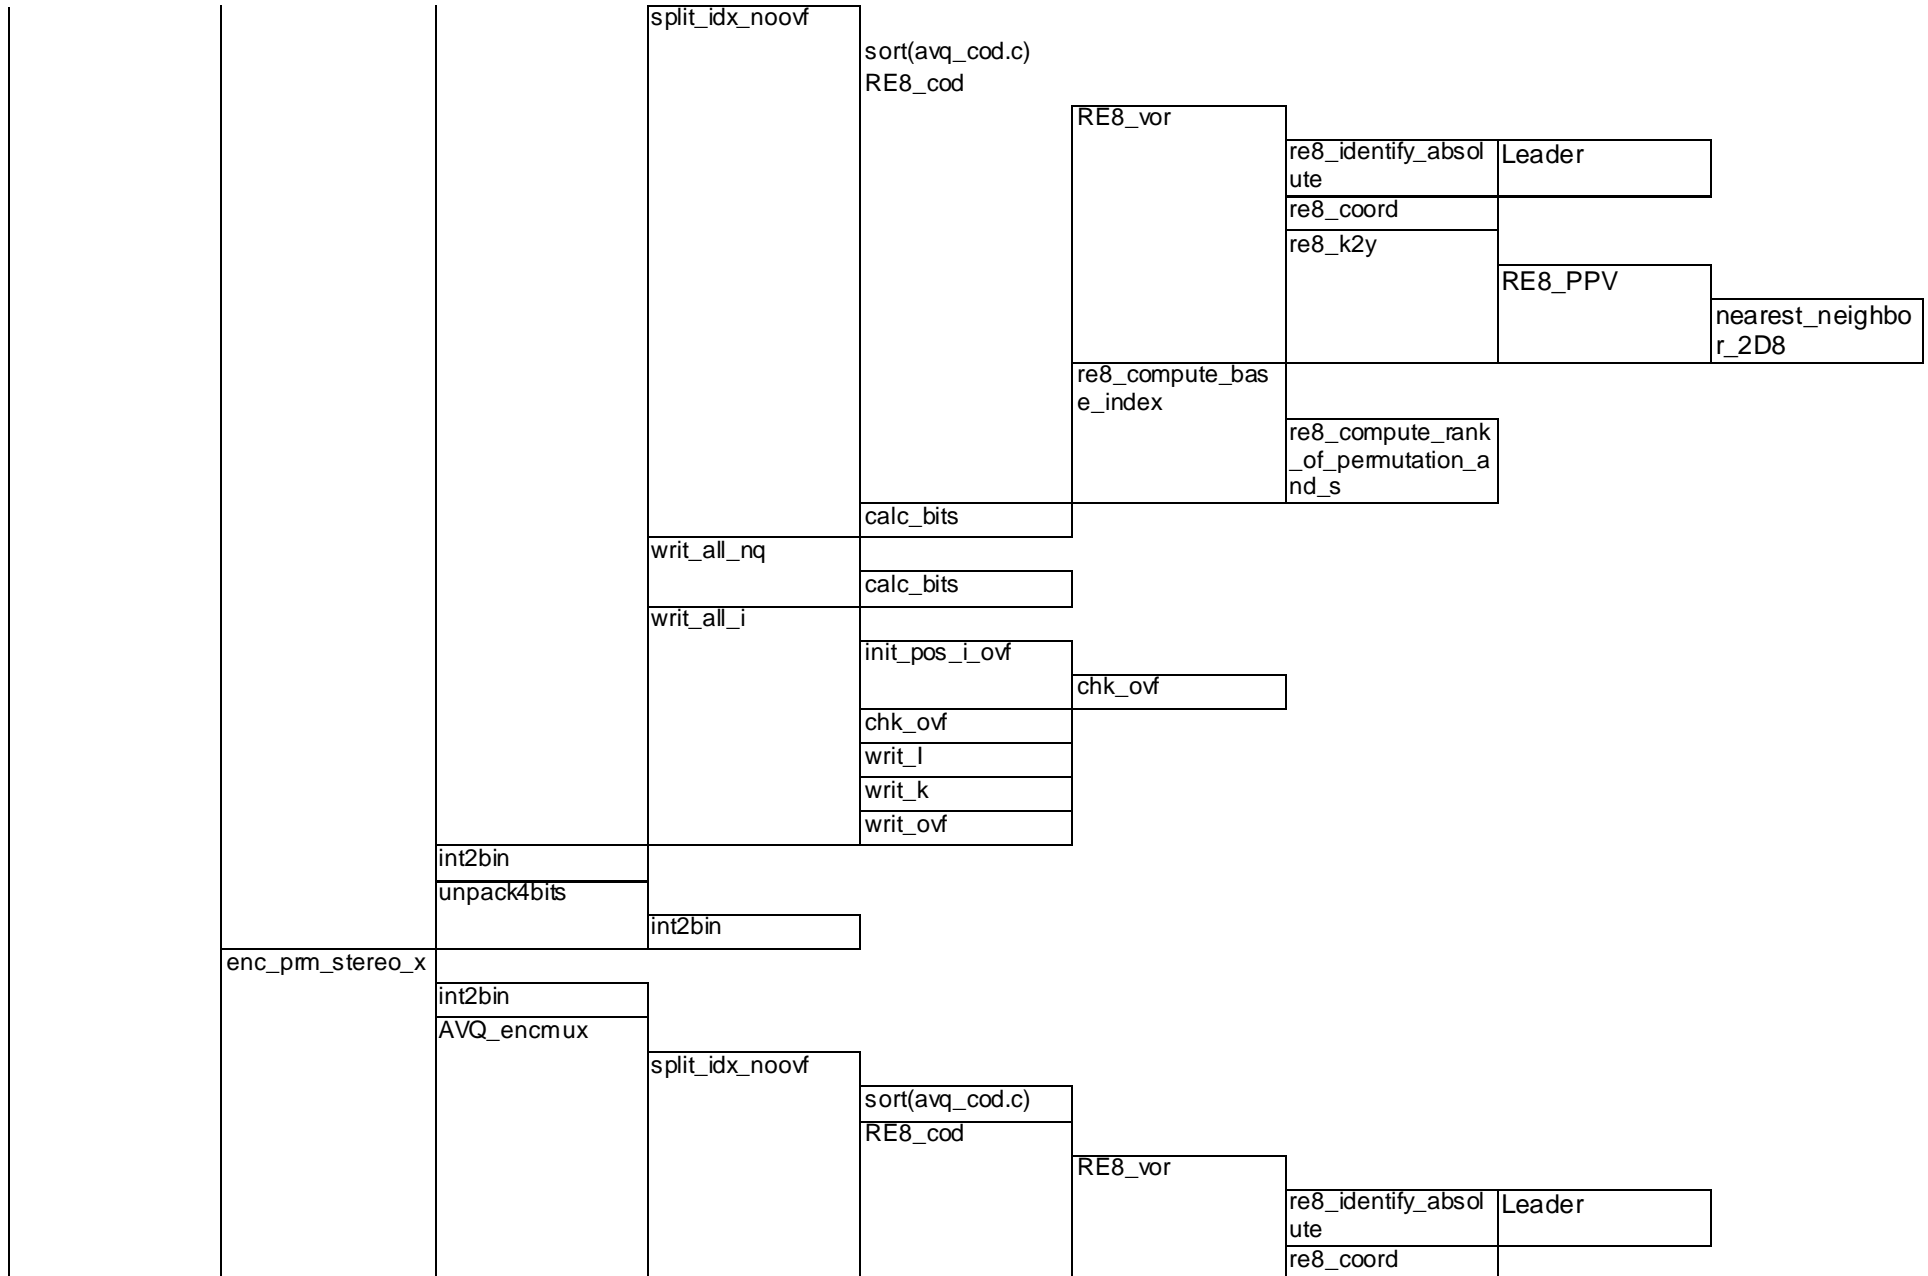 split_idx_noovf
sort(avq_cod.c)
RE8_cod
RE8_vor
re8_identify_absol
ute
Leader
re8_coord
re8_k2y
RE8_PPV
nearest_neighbo
r_2D8
re8_compute_bas
e_index
re8_compute_rank
_of_permutation_a
nd_s
calc_bits
writ_all_nq
calc_bits
writ_all_i
init_pos_i_ovf
chk_ovf
chk_ovf
writ_I
writ_k
writ_ovf
int2bin
unpack4bits
int2bin
enc_prm_stereo_x
int2bin
AVQ_encmux
split_idx_noovf
sort(avq_cod.c)
RE8_cod
RE8_vor
re8_identify_absol
ute
Leader
re8_coord